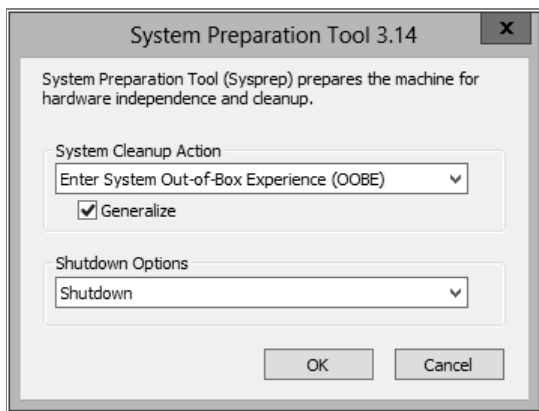 System Preparation Tool 3.14
x
System Preparation Tool (Sysprep) prepares the machine for
hardware independence and cleanup.
System Cleanup Action
Enter System Out-of-Box Experience (OOBE)
Generalize
Shutdown Options
Shutdown
OK
Cancel